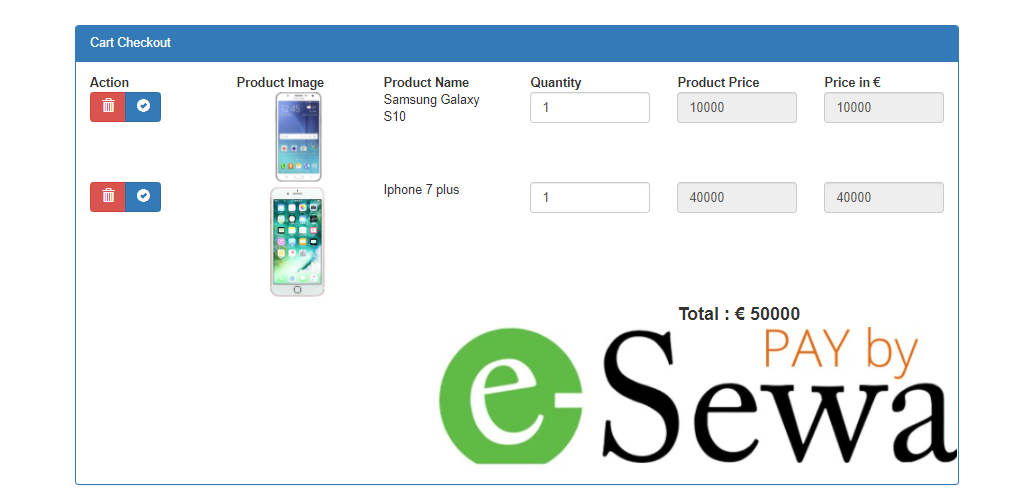 Cart Checkout
Action Product Image Product Name Quantity Product Price Price in €
Samsung Galaxy
S10
1 10000 10000
Iphone 7 plus 1 40000 40000
Total : € 50000
PAY by
e-Sewa